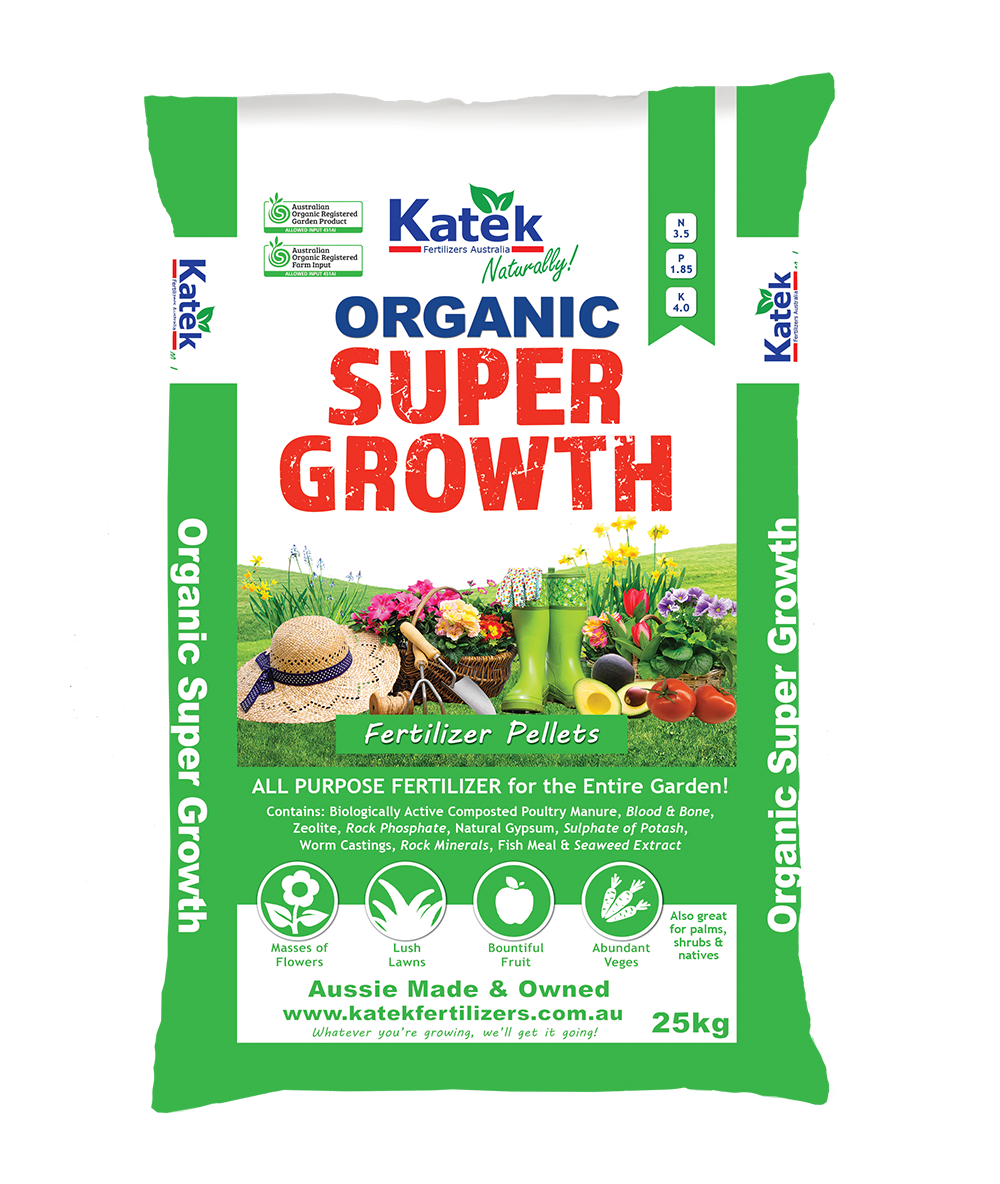 Australian
Organic Registered
Garden Product
ALLOWED INPUT 451AI
Australian
Organic Registered
Farm Input
ALLOWED INPUT 451AI
Katek
Fertilizers Australia
Naturally!
N
3.5
P
1.85
K
4.0
Katek
Fertilizers Australia
Katek
Fertilizers Australia
ORGANIC
SUPER
GROWTH
Organic Super Growth
Organic Super Growth
Fertilizer Pellets
ALL PURPOSE FERTILIZER for the Entire Garden!
Contains: Biologically Active Composted Poultry Manure, Blood & Bone,
Zeolite, Rock Phosphate, Natural Gypsum, Sulphate of Potash,
Worm Castings, Rock Minerals, Fish Meal & Seaweed Extract
Masses of
Flowers
Lush
Lawns
Bountiful
Fruit
Abundant
Veges
Also great
for palms,
shrubs &
natives
Aussie Made & Owned
www.katekfertilizers.com.au
Whatever you're growing, we'll get it going!
25kg